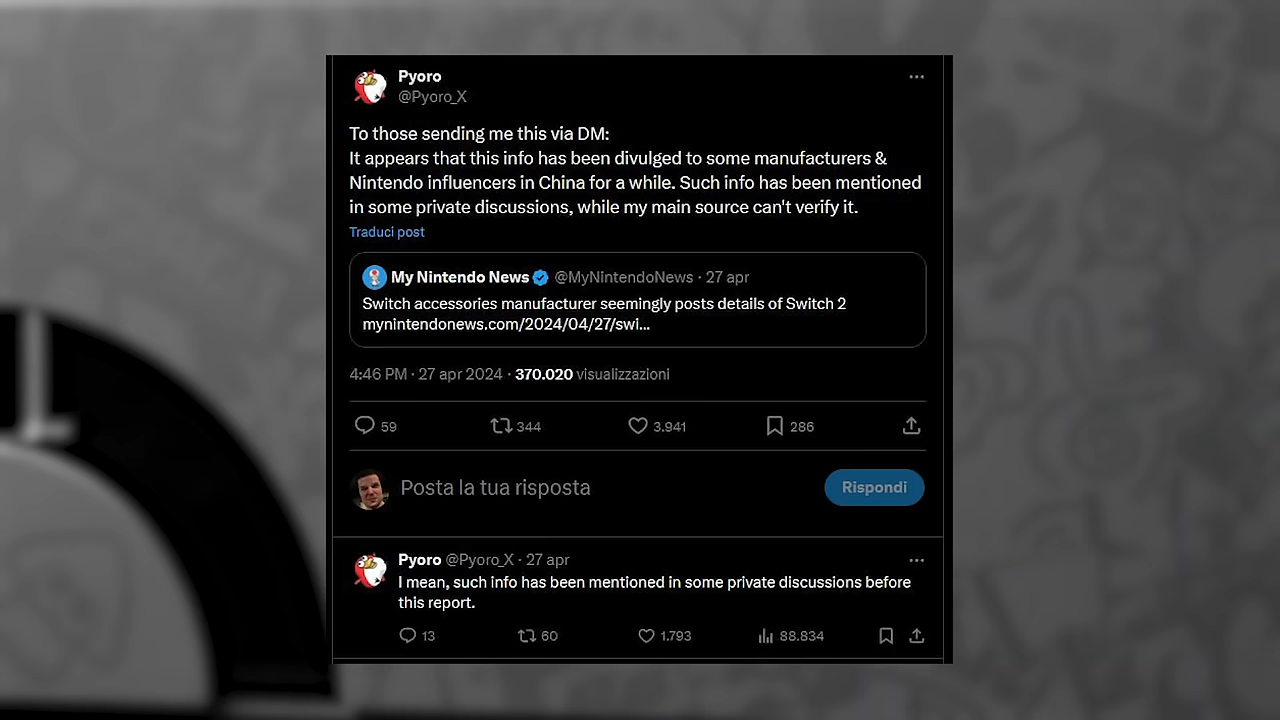 Pyoro
@Pyoro_X
To those sending me this via DM:
It appears that this info has been divulged to some manufacturers &
Nintendo influencers in China for a while. Such info has been mentioned
in some private discussions, while my main source can't verify it.
Traduci post
My Nintendo News @MyNintendoNews · 27 apr
Switch accessories manufacturer seemingly posts details of Switch 2
mynintendonews.com/2024/04/27/swi...
4:46 PM · 27 apr 2024 · 370.020 visualizzazioni
59 344 3.941 286
Posta la tua risposta Rispondi
Pyoro @Pyoro_X · 27 apr
I mean, such info has been mentioned in some private discussions before
this report.
13 60 1.793 88.834